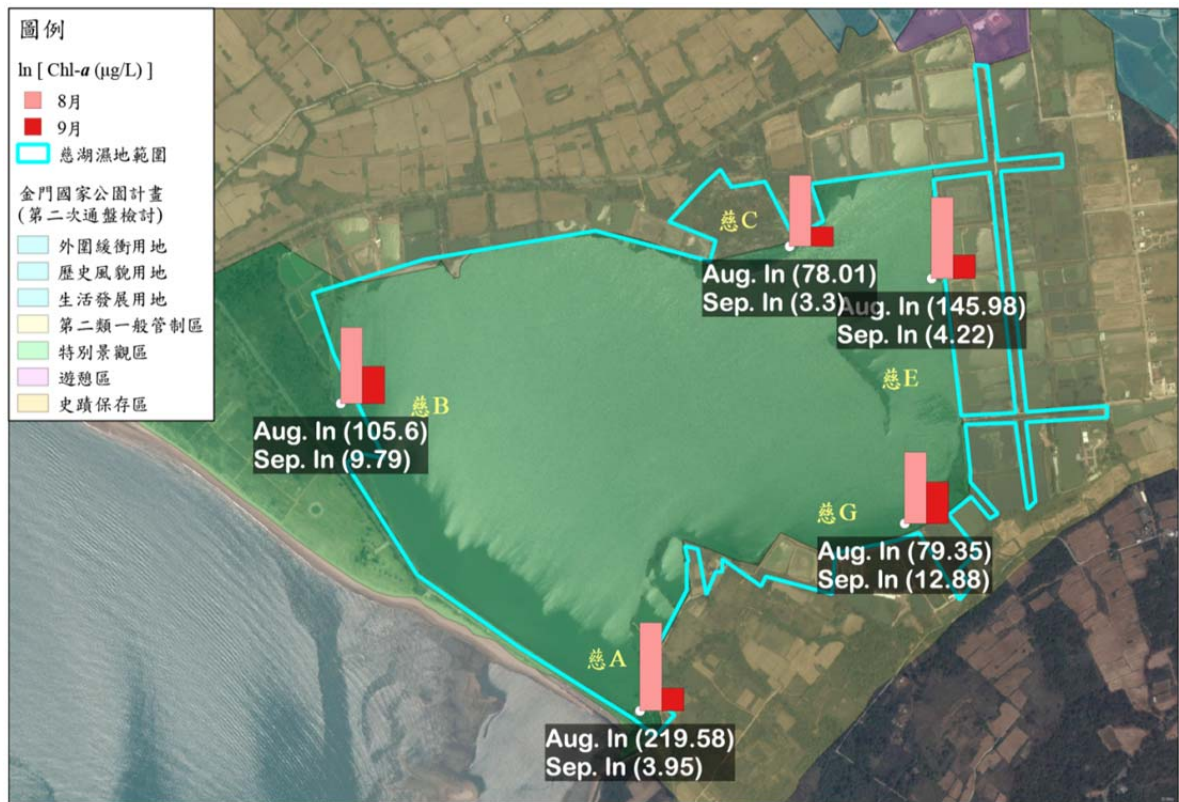 圖例
ln [ Chl-a (μg/L) ]
8月
9月
慈湖濕地範圍
金門國家公園計畫
(第二次通盤檢討)
外圍緩衝用地
歷史風貌用地
生活發展用地
第二類一般管制區
特別景觀區
遊憩區
史蹟保存區
慈C
Aug. ln (78.01)
Sep. ln (3.3)
Aug. ln (145.98)
Sep. ln (4.22)
慈E
慈B
Aug. ln (105.6)
Sep. ln (9.79)
慈G
Aug. ln (79.35)
Sep. ln (12.88)
慈A
Aug. ln (219.58)
Sep. ln (3.95)